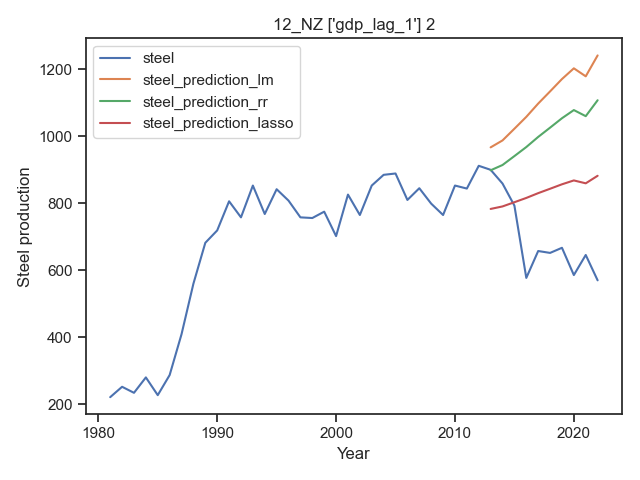 12_NZ ['gdp_lag_1'] 2
steel
steel_prediction_lm
steel_prediction_rr
steel_prediction_lasso
Steel production
1200
1000
800
600
400
200
1980
1990
2000
2010
2020
Year